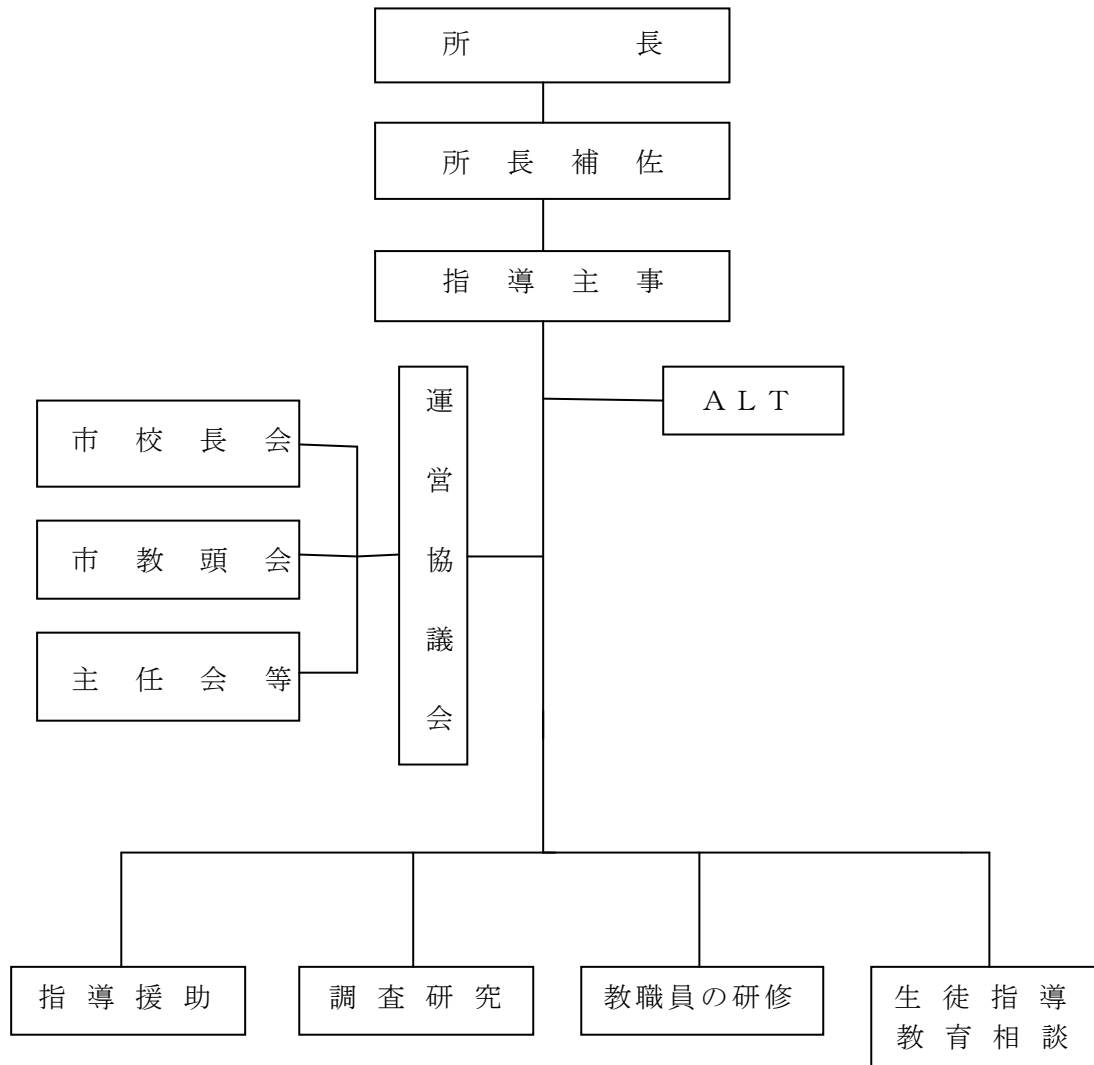 所長
所長補佐
指導主事
運営協議会
ALT
市校長会
市教頭会
主任会等
指導援助
調査研究
教職員の研修
生徒指導
教育相談